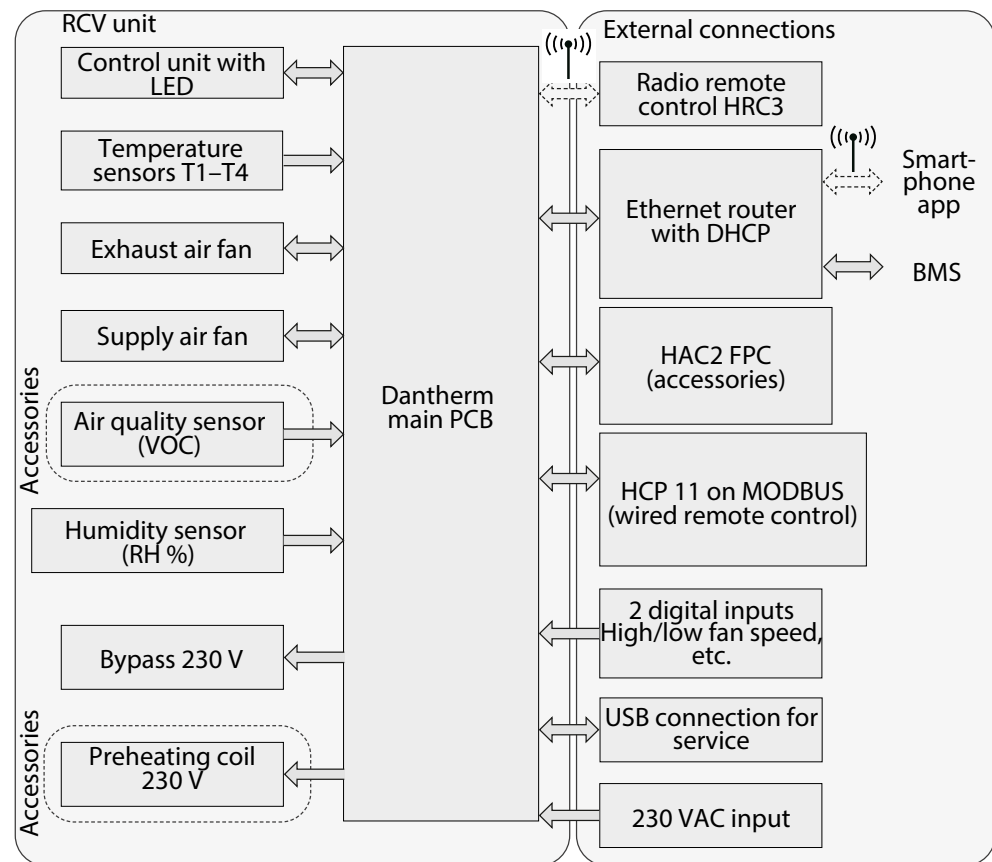 RCV unit
Control unit with
LED
Temperature
sensors T1–T4
Exhaust air fan
Supply air fan
Accessories
Air quality sensor
(VOC)
Humidity sensor
(RH %)
Bypass 230 V
Accessories
Preheating coil
230 V
Dantherm
main PCB
External connections
Radio remote
control HRC3
Ethernet router
with DHCP
Smart-
phone
app
BMS
HAC2 FPC
(accessories)
HCP 11 on MODBUS
(wired remote control)
2 digital inputs
High/low fan speed,
etc.
USB connection for
service
230 VAC input